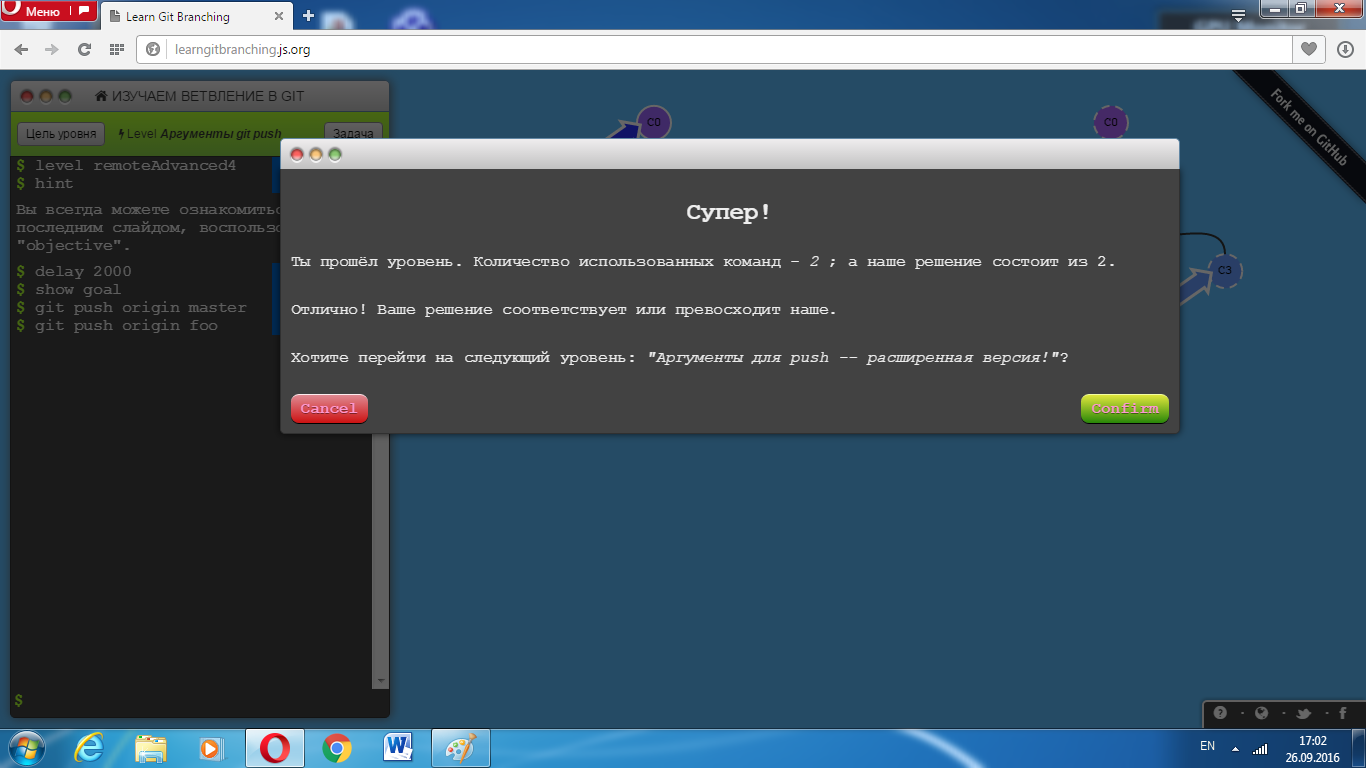 Меню
Learn Git Branching
learngitbranching.js.org
ИЗУЧАЕМ ВЕТВЛЕНИЕ В GIT
Цель уровня
Level Аргументы git push
Задача
$ level remoteAdvanced4
$ hint
Вы всегда можете ознакомитьс
последним слайдом, воспользо
"objective".
$ delay 2000
$ show goal
$ git push origin master
$ git push origin foo
$
C0
C0
C3
Fork me on GitHub
Супер!
Ты прошёл уровень. Количество использованных команд - 2 ; а наше решение состоит из 2.
Отлично! Ваше решение соответствует или превосходит наше.
Хотите перейти на следующий уровень: "Аргументы для push -- расширенная версия!"?
Cancel
Confirm
EN
17:02
26.09.2016